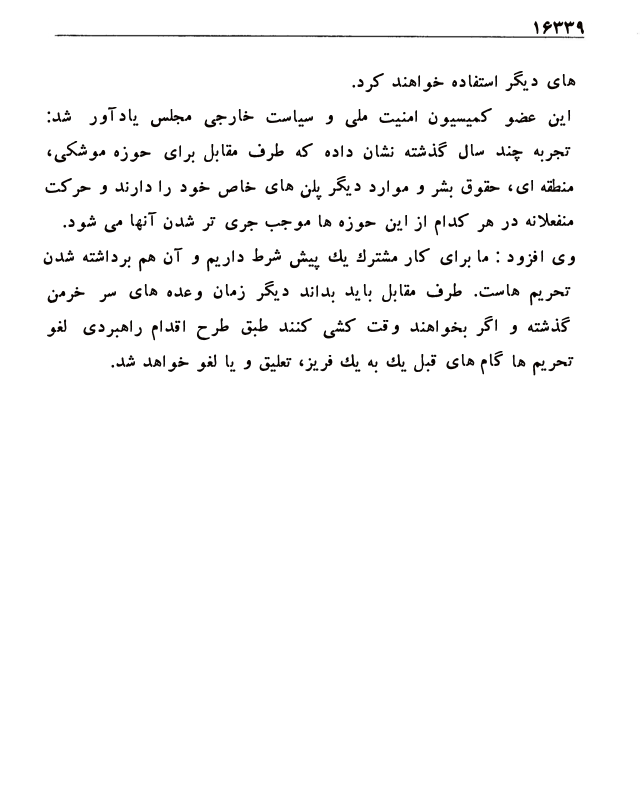 ۱۶۳۳۹
های دیگر استفاده خواهند کرد.
این عضو کمیسیون امنیت ملی و سیاست خارجی مجلس یادآور شد:
تجربه چند سال گذشته نشان داده که طرف مقابل برای حوزه موشکی،
منطقه ای، حقوق بشر و موارد دیگر پلن های خاص خود را دارند و حرکت
منفعلانه در هر کدام از این حوزه ها موجب جری تر شدن آنها می شود.
وی افزود : ما برای کار مشترك یك پیش شرط داریم و آن هم برداشته شدن
تحریم هاست. طرف مقابل باید بداند دیگر زمان وعده های سر خرمن
گذشته و اگر بخواهند وقت کشی کنند طبق طرح اقدام راهبردی لغو
تحریم ها گام های قبل یك به یك فریز، تعلیق و یا لغو خواهد شد.